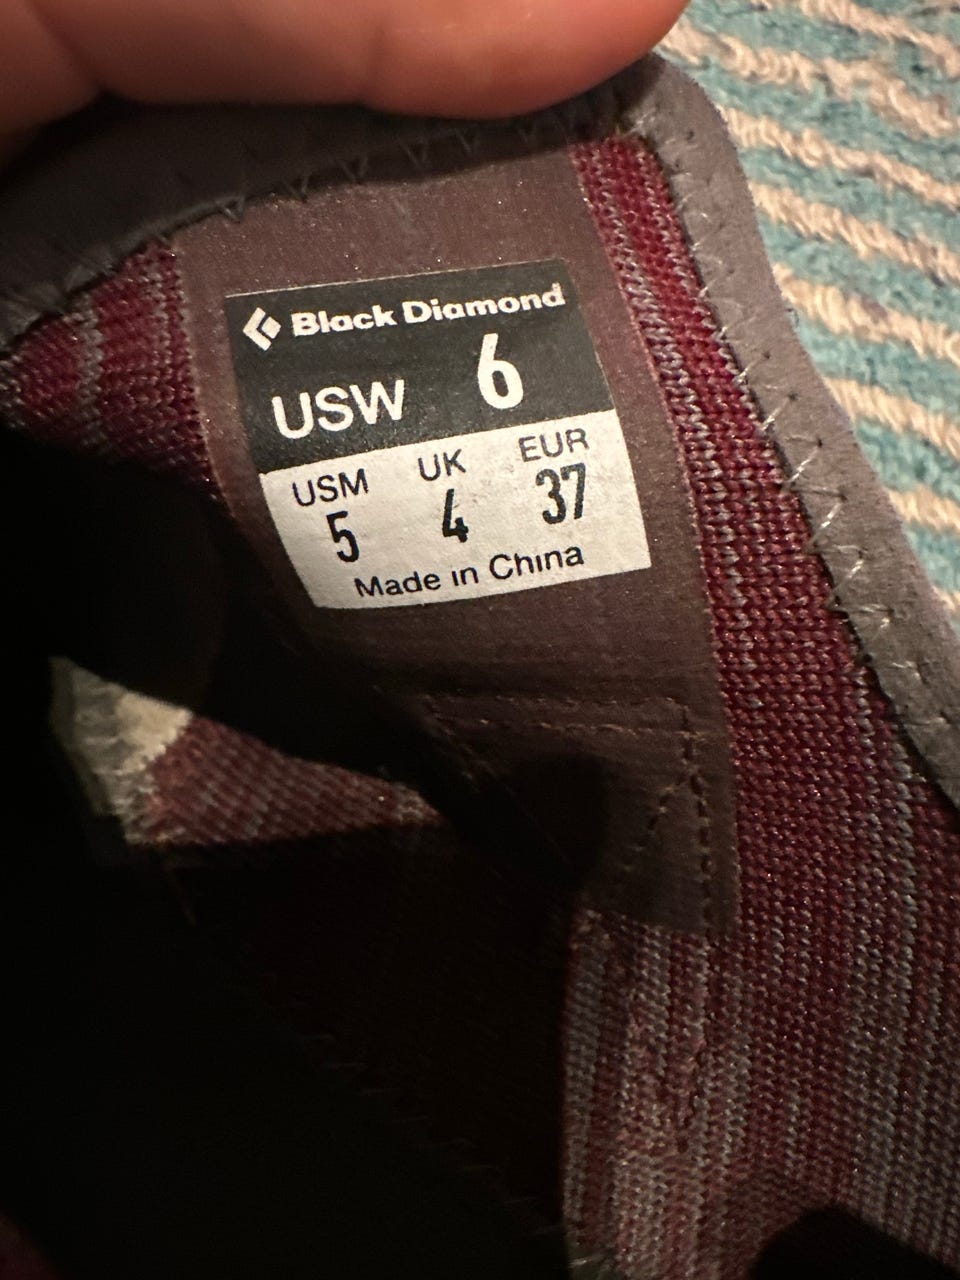 Black Diamond
USW 6
USM UK EUR
5 4 37
Made in China